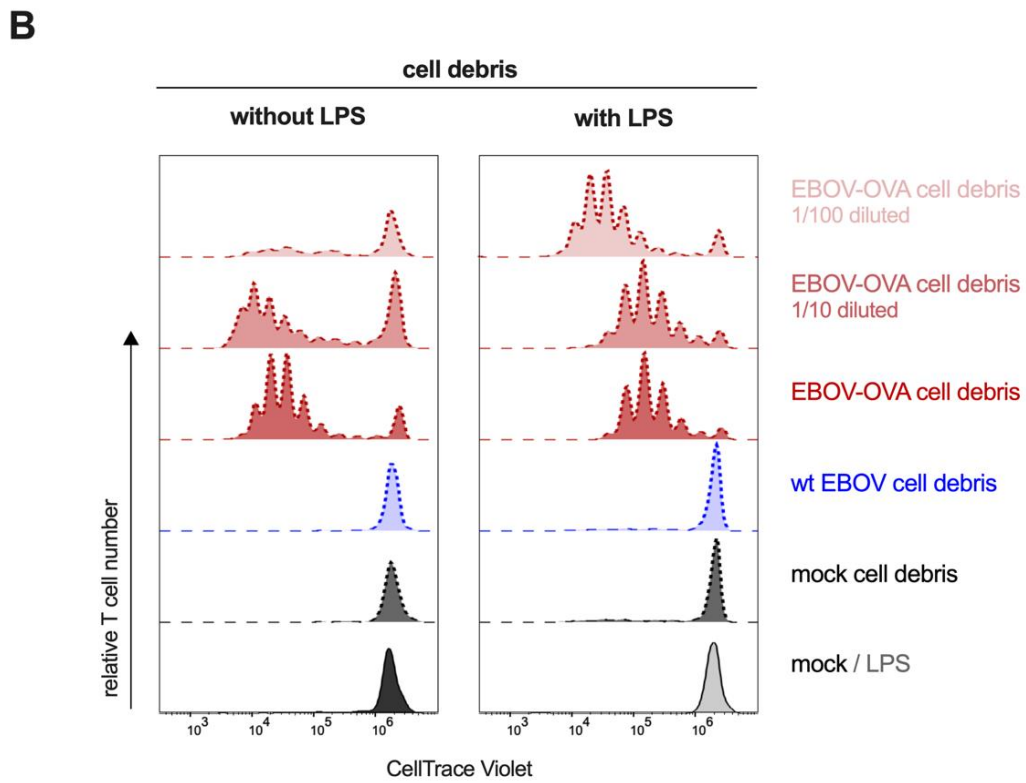 B
cell debris
without LPS
with LPS
EBOV-OVA cell debris
1/100 diluted
EBOV-OVA cell debris
1/10 diluted
EBOV-OVA cell debris
wt EBOV cell debris
mock cell debris
mock / LPS
relative T cell number
10³ 10⁴ 10⁵ 10⁶ 10³ 10⁴ 10⁵ 10⁶
CellTrace Violet